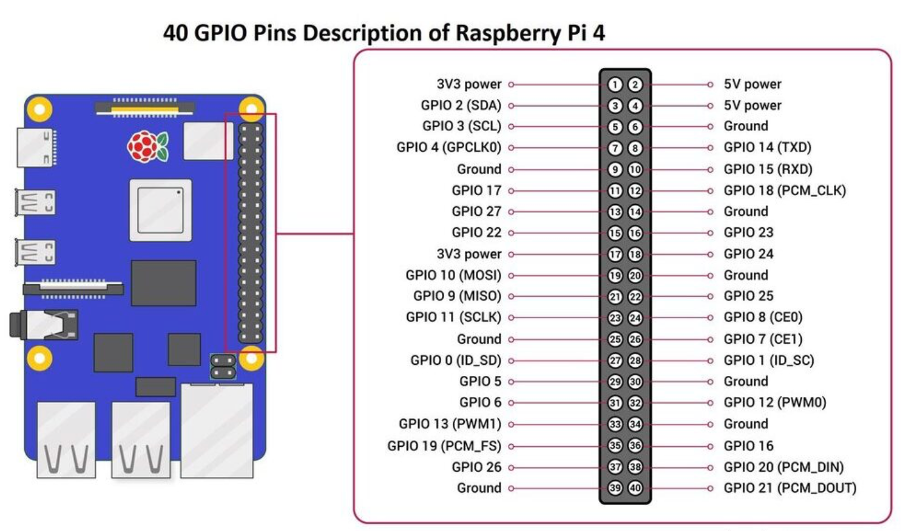 40 GPIO Pins Description of Raspberry Pi 4
3V3 power 1 2 5V power
GPIO 2 (SDA) 3 4 5V power
GPIO 3 (SCL) 5 6 Ground
GPIO 4 (GPCLK0) 7 8 GPIO 14 (TXD)
Ground 9 10 GPIO 15 (RXD)
GPIO 17 11 12 GPIO 18 (PCM_CLK)
GPIO 27 13 14 Ground
GPIO 22 15 16 GPIO 23
3V3 power 17 18 GPIO 24
GPIO 10 (MOSI) 19 20 Ground
GPIO 9 (MISO) 21 22 GPIO 25
GPIO 11 (SCLK) 23 24 GPIO 8 (CE0)
Ground 25 26 GPIO 7 (CE1)
GPIO 0 (ID_SD) 27 28 GPIO 1 (ID_SC)
GPIO 5 29 30 Ground
GPIO 6 31 32 GPIO 12 (PWM0)
GPIO 13 (PWM1) 33 34 Ground
GPIO 19 (PCM_FS) 35 36 GPIO 16
GPIO 26 37 38 GPIO 20 (PCM_DIN)
Ground 39 40 GPIO 21 (PCM_DOUT)